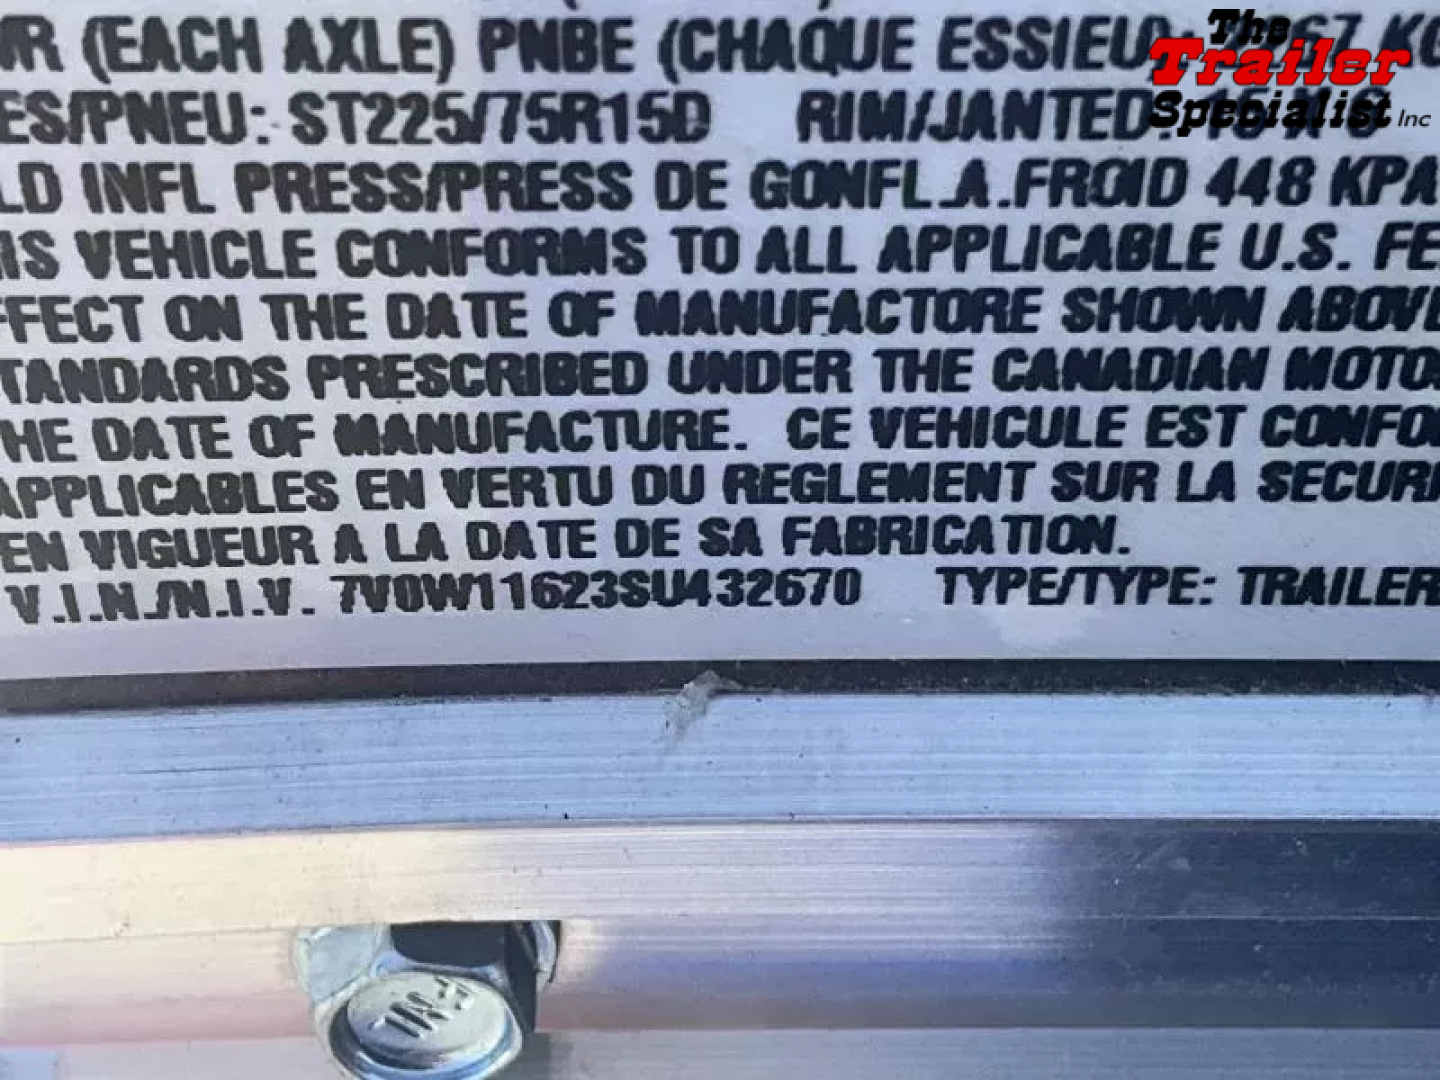 The
Trailer
Specialist Inc
(EACH AXLE) PNBE (CHAQUE ESSIEU)
ES/PNEU: ST225/75R15D RIM/JANTED:
LD INFL PRESS/PRESS DE GONFL.A.FROID 448 KPA
IS VEHICLE CONFORMS TO ALL APPLICABLE U.S. FE
FFECT ON THE DATE OF MANUFACTORE SHOWN ABOVE
TANDARDS PRESCRIBED UNDER THE CANADIAN MOTO
HE DATE OF MANUFACTURE. CE VEHICULE EST CONFO
APPLICABLES EN VERTU DU REGLEMENT SUR LA SECURI
EN VIGUEUR A LA DATE DE SA FABRICATION.
V.I.N./N.I.V. 7V0W11623SU432670 TYPE/TYPE: TRAILER